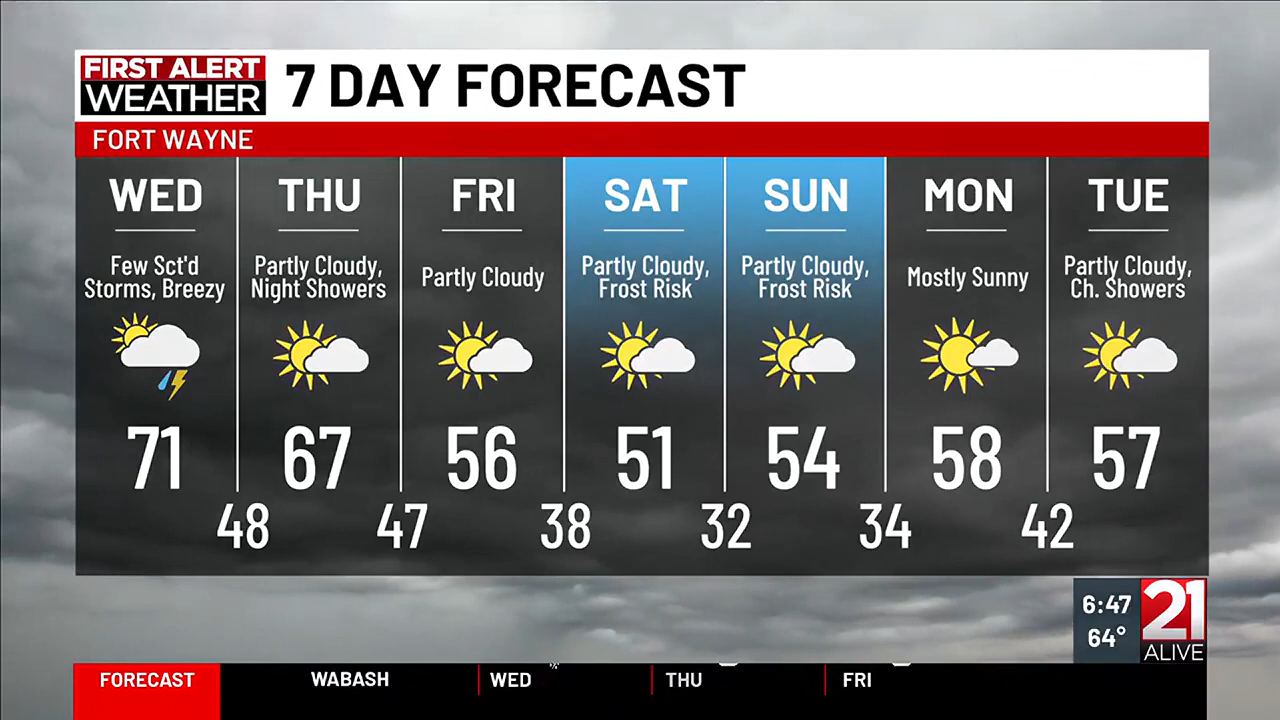 FIRST ALERT
WEATHER
7 DAY FORECAST
FORT WAYNE
WED
THU
FRI
SAT
SUN
MON
TUE
Few Sct'd
Storms, Breezy
Partly Cloudy,
Night Showers
Partly Cloudy
Partly Cloudy,
Frost Risk
Partly Cloudy,
Frost Risk
Mostly Sunny
Partly Cloudy,
Ch. Showers
71
67
56
51
54
58
57
48
47
38
32
34
42
6:47
64°
21
ALIVE
FORECAST
WABASH
WED
THU
FRI